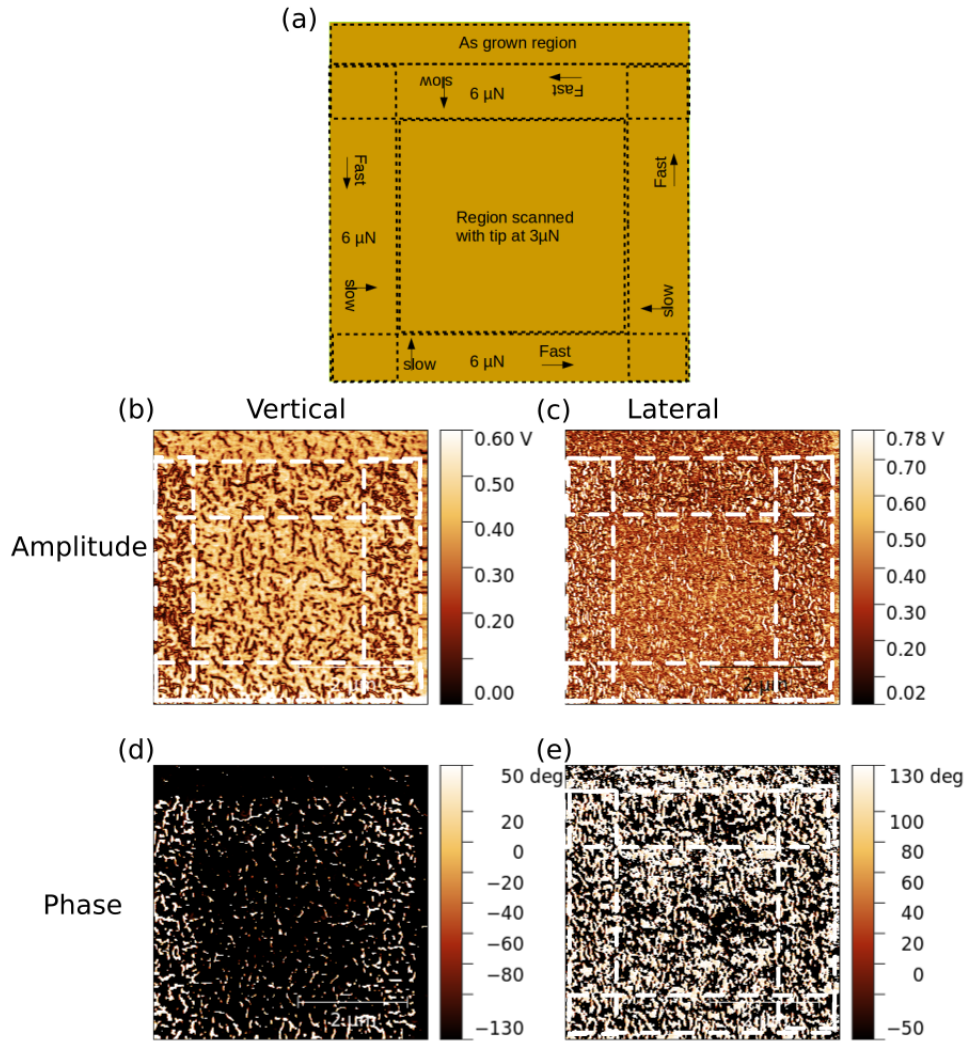 (a)
As grown region
slow
6 µN
Fast
Fast
6 µN
slow
Region scanned
with tip at 3µN
Fast
slow
slow
6 µN
Fast
(b)
Vertical
(c)
Lateral
Amplitude
0.60 V
0.50
0.40
0.30
0.20
0.00
2 µm
0.78 V
0.70
0.60
0.50
0.40
0.30
0.20
0.02
2 µm
(d)
(e)
Phase
50 deg
20
0
−20
−40
−60
−80
−130
2 µm
130 deg
100
80
60
40
20
0
−50